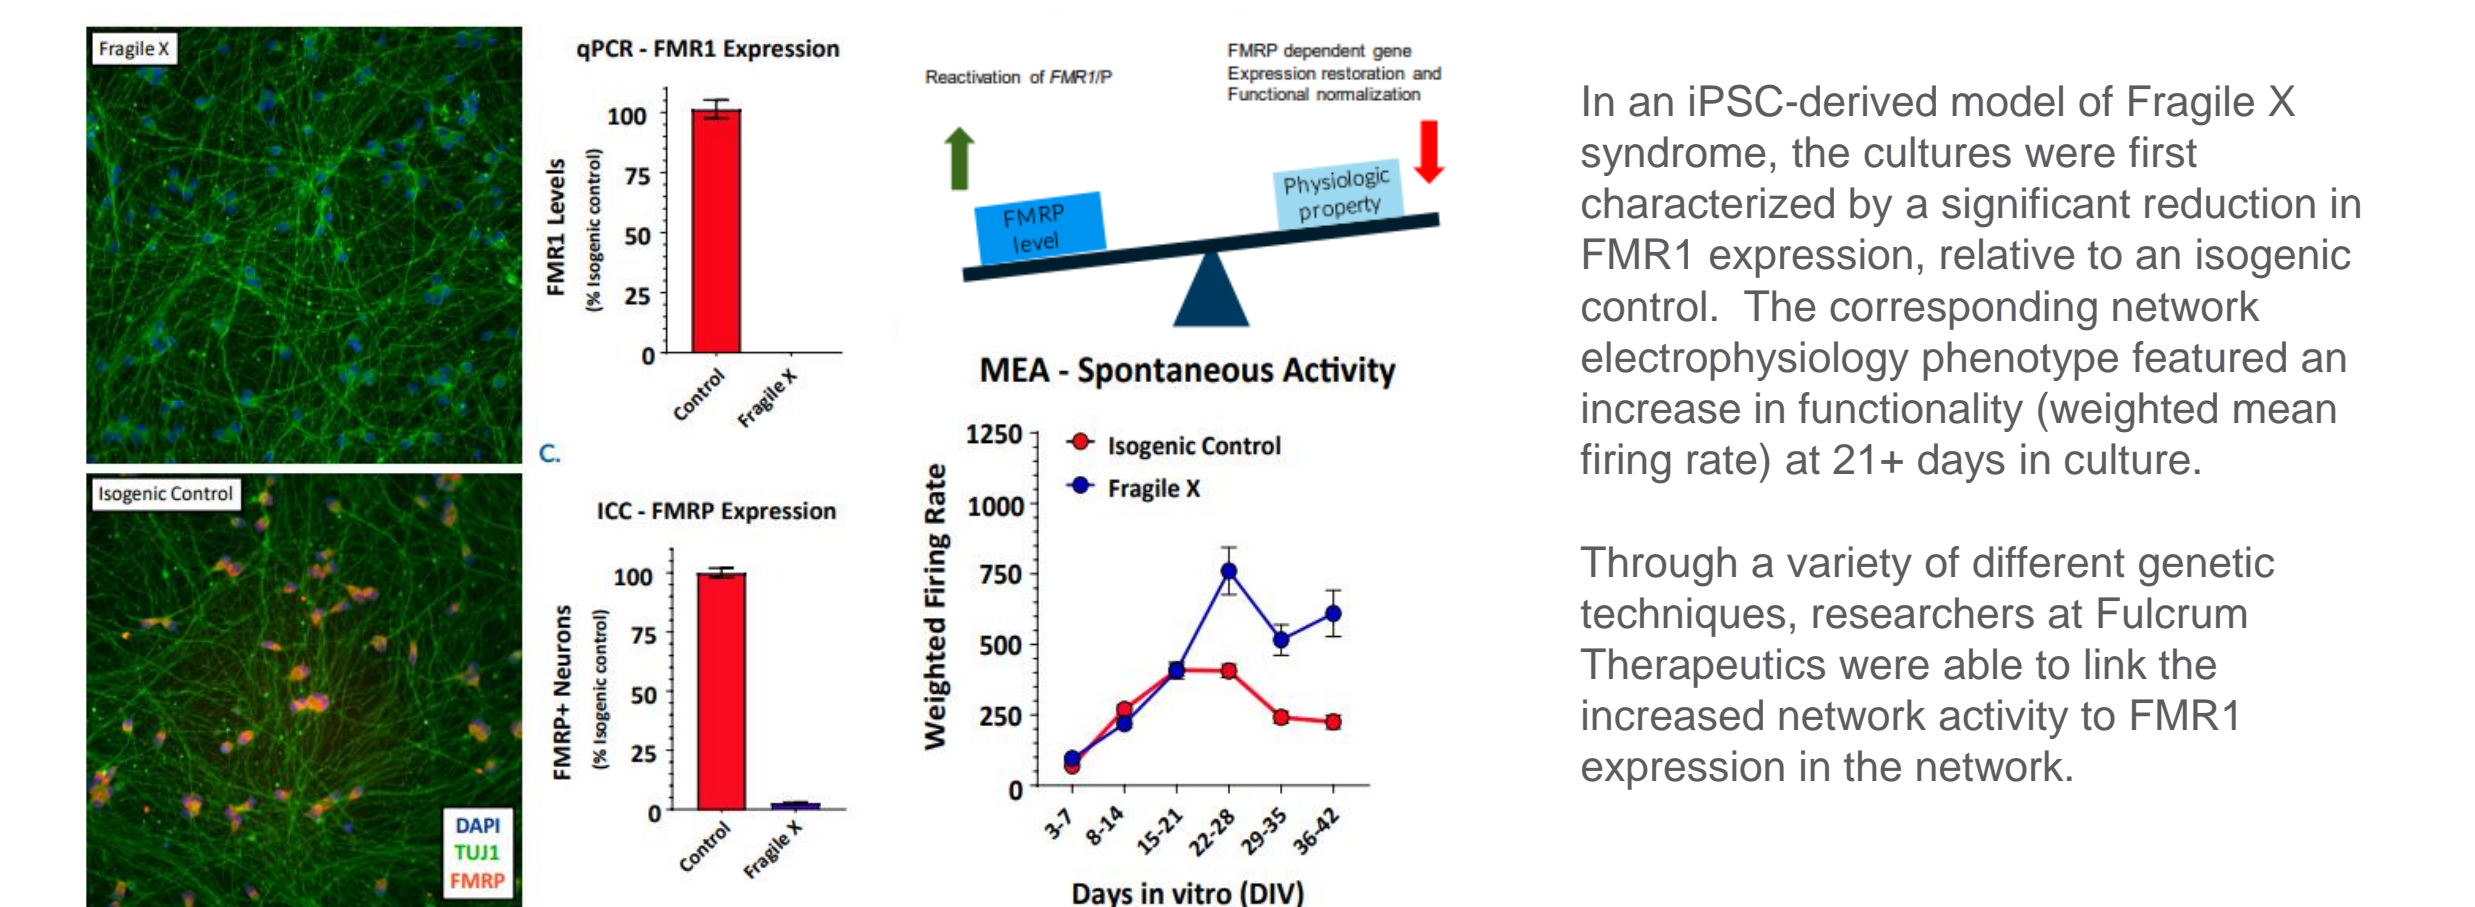 Fragile X
Isogenic Control
DAPI
TUJ1
FMRP
qPCR - FMR1 Expression
FMR1 Levels
(% Isogenic control)
100
75
50
25
0
Control
Fragile X
C.
ICC - FMRP Expression
FMRP+ Neurons
(% Isogenic control)
100
75
50
25
0
Control
Fragile X
Reactivation of FMR1/P
FMRP dependent gene
Expression restoration and
Functional normalization
FMRP
level
Physiologic
property
MEA - Spontaneous Activity
Weighted Firing Rate
1250
1000
750
500
250
0
Isogenic Control
Fragile X
3-7
8-14
15-21
22-28
29-35
36-42
Days in vitro (DIV)
In an iPSC-derived model of Fragile X
syndrome, the cultures were first
characterized by a significant reduction in
FMR1 expression, relative to an isogenic
control.  The corresponding network
electrophysiology phenotype featured an
increase in functionality (weighted mean
firing rate) at 21+ days in culture.
Through a variety of different genetic
techniques, researchers at Fulcrum
Therapeutics were able to link the
increased network activity to FMR1
expression in the network.